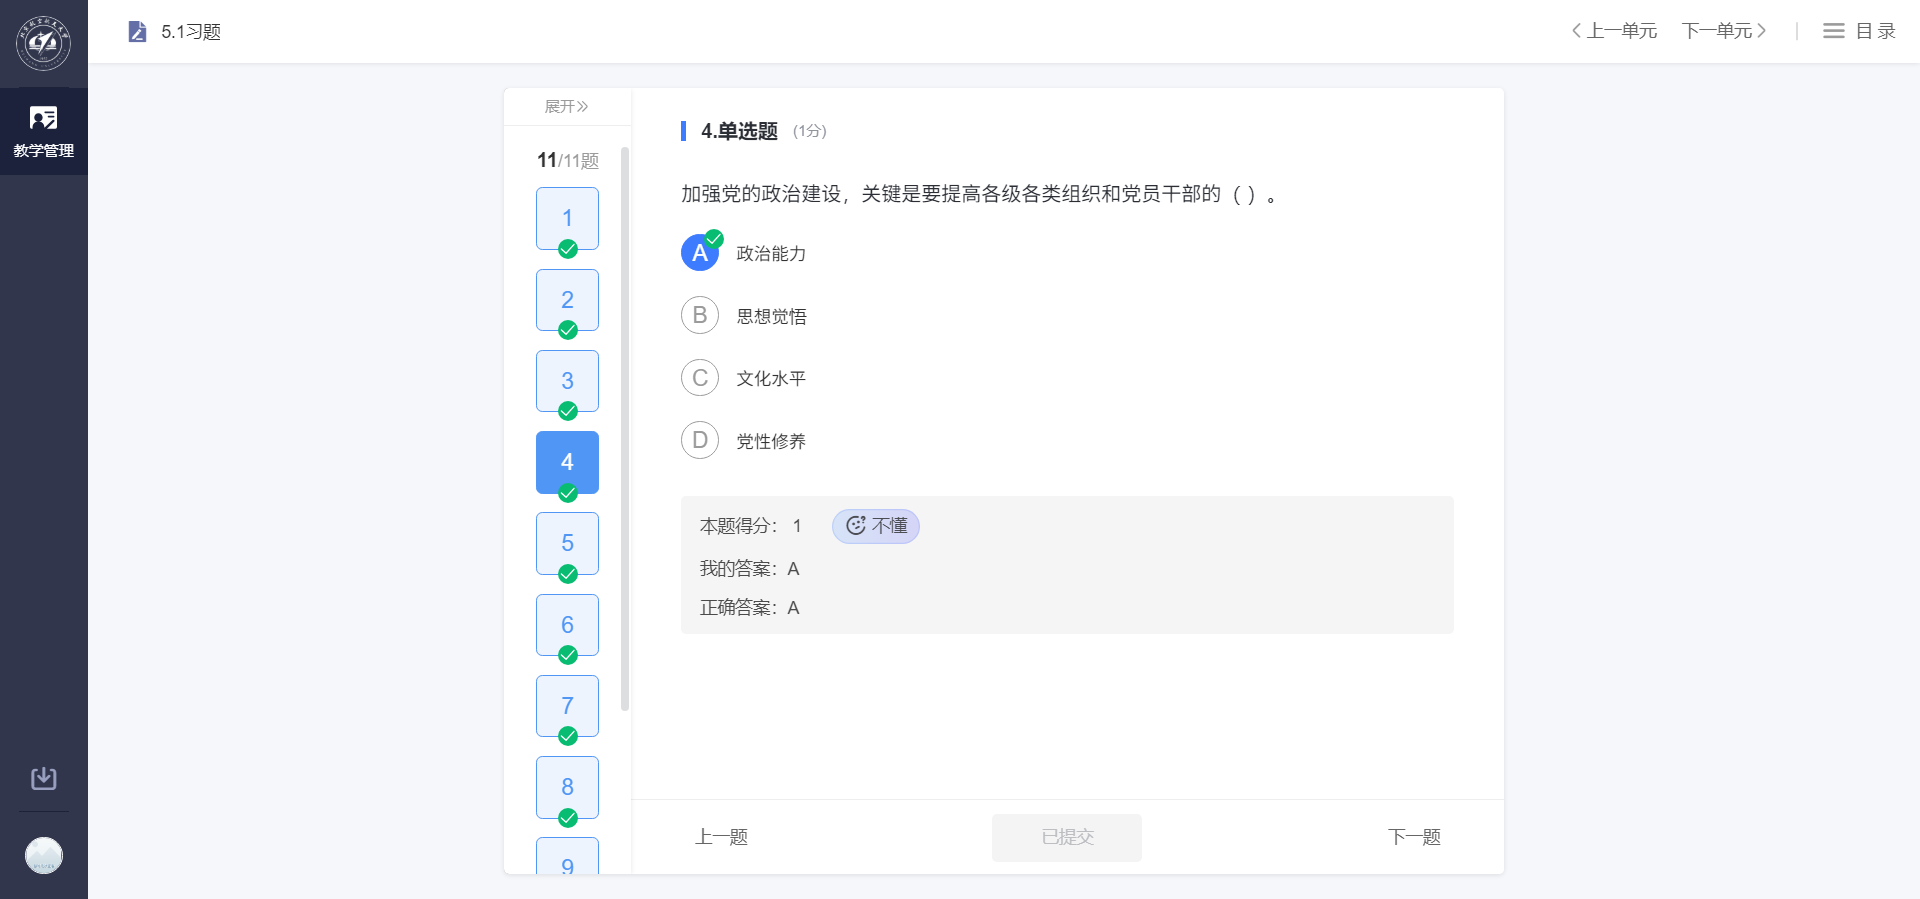 5.1习题
上一单元
下一单元
目录
教学管理
展开
11/11题
1
2
3
4
5
6
7
8
9
4.单选题 (1分)
加强党的政治建设，关键是要提高各级各类组织和党员干部的（ ）。
A 政治能力
B 思想觉悟
C 文化水平
D 党性修养
本题得分： 1 不懂
我的答案：A
正确答案：A
上一题
已提交
下一题